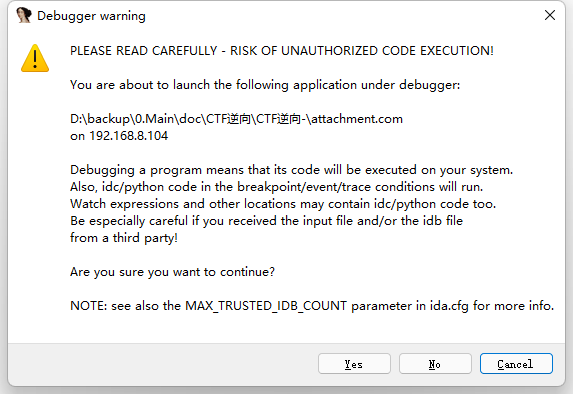 Debugger warning
PLEASE READ CAREFULLY - RISK OF UNAUTHORIZED CODE EXECUTION!
You are about to launch the following application under debugger:
D:\backup\0.Main\doc\CTF逆向\CTF逆向-\attachment.com
on 192.168.8.104
Debugging a program means that its code will be executed on your system.
Also, idc/python code in the breakpoint/event/trace conditions will run.
Watch expressions and other locations may contain idc/python code too.
Be especially careful if you received the input file and/or the idb file
from a third party!
Are you sure you want to continue?
NOTE: see also the MAX_TRUSTED_IDB_COUNT parameter in ida.cfg for more info.
Yes No Cancel